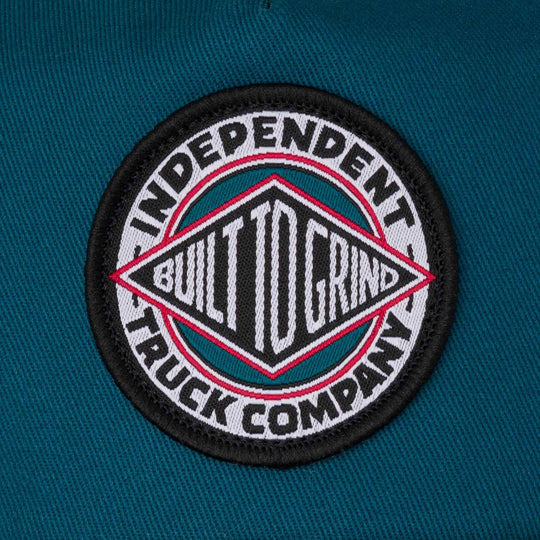 INDEPENDENT
BUILT TO GRIND
TRUCK COMPANY